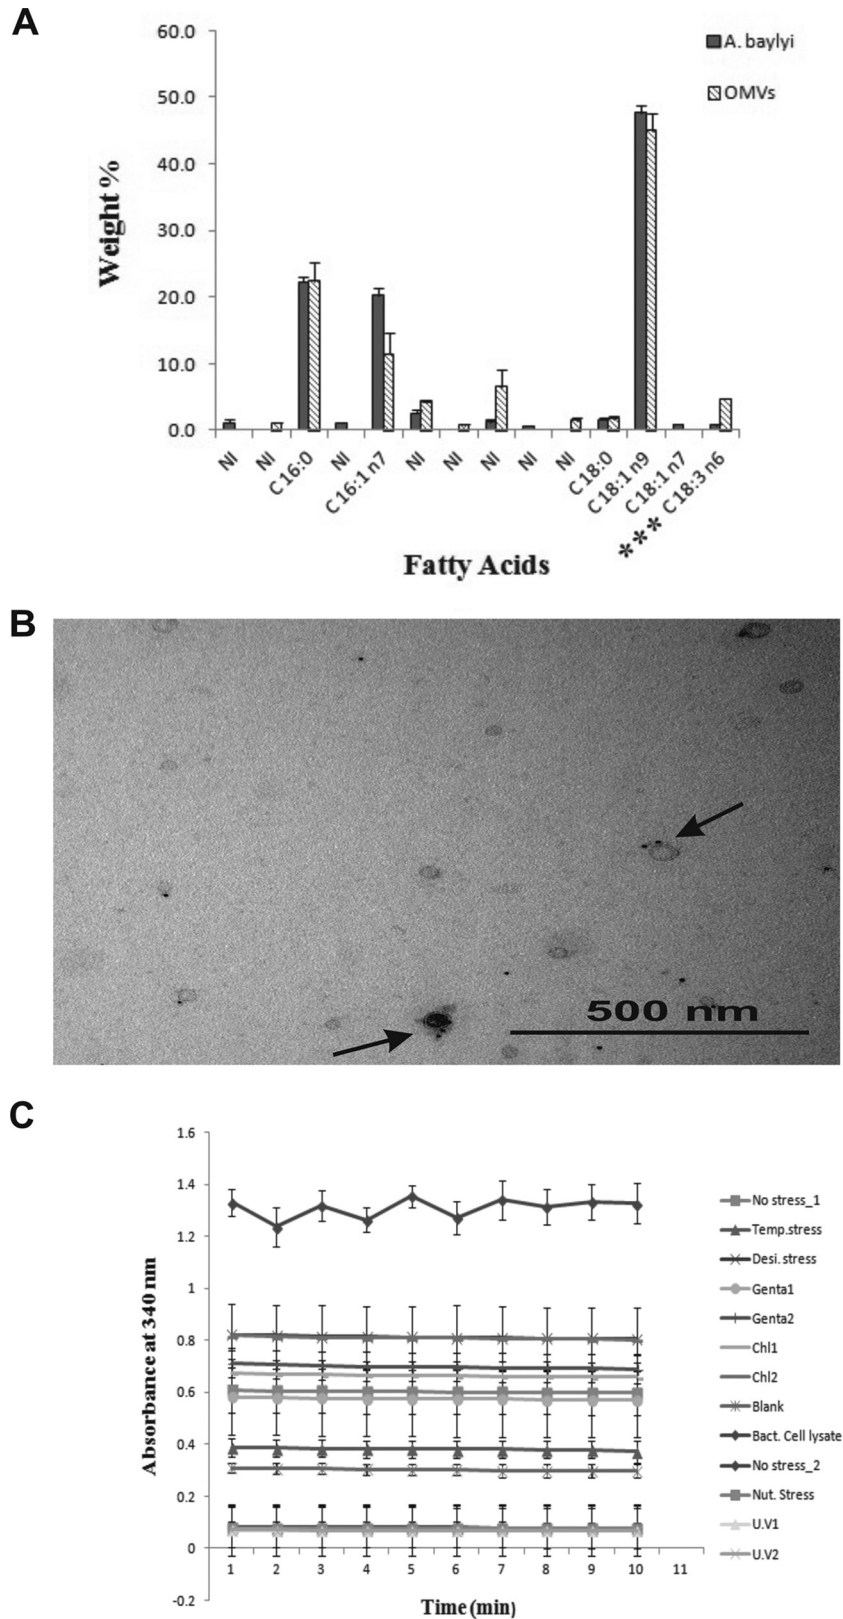 A
60.0
50.0
40.0
30.0
20.0
10.0
0.0
Weight %
A. baylyi
OMVs
NI
NI
C16:0
NI
C16:1 n7
NI
NI
NI
NI
NI
C18:0
C18:1 n9
C18:1 n7
C18:3 n6
***
Fatty Acids
B
500 nm
C
1.6
1.4
1.2
1
0.8
0.6
0.4
0.2
0
-0.2
Absorbance at 340 nm
1 2 3 4 5 6 7 8 9 10 11
Time (min)
No stress_1
Temp.stress
Desi. stress
Genta1
Genta2
Chl1
Chl2
Blank
Bact. Cell lysate
No stress_2
Nut. Stress
U.V1
U.V2